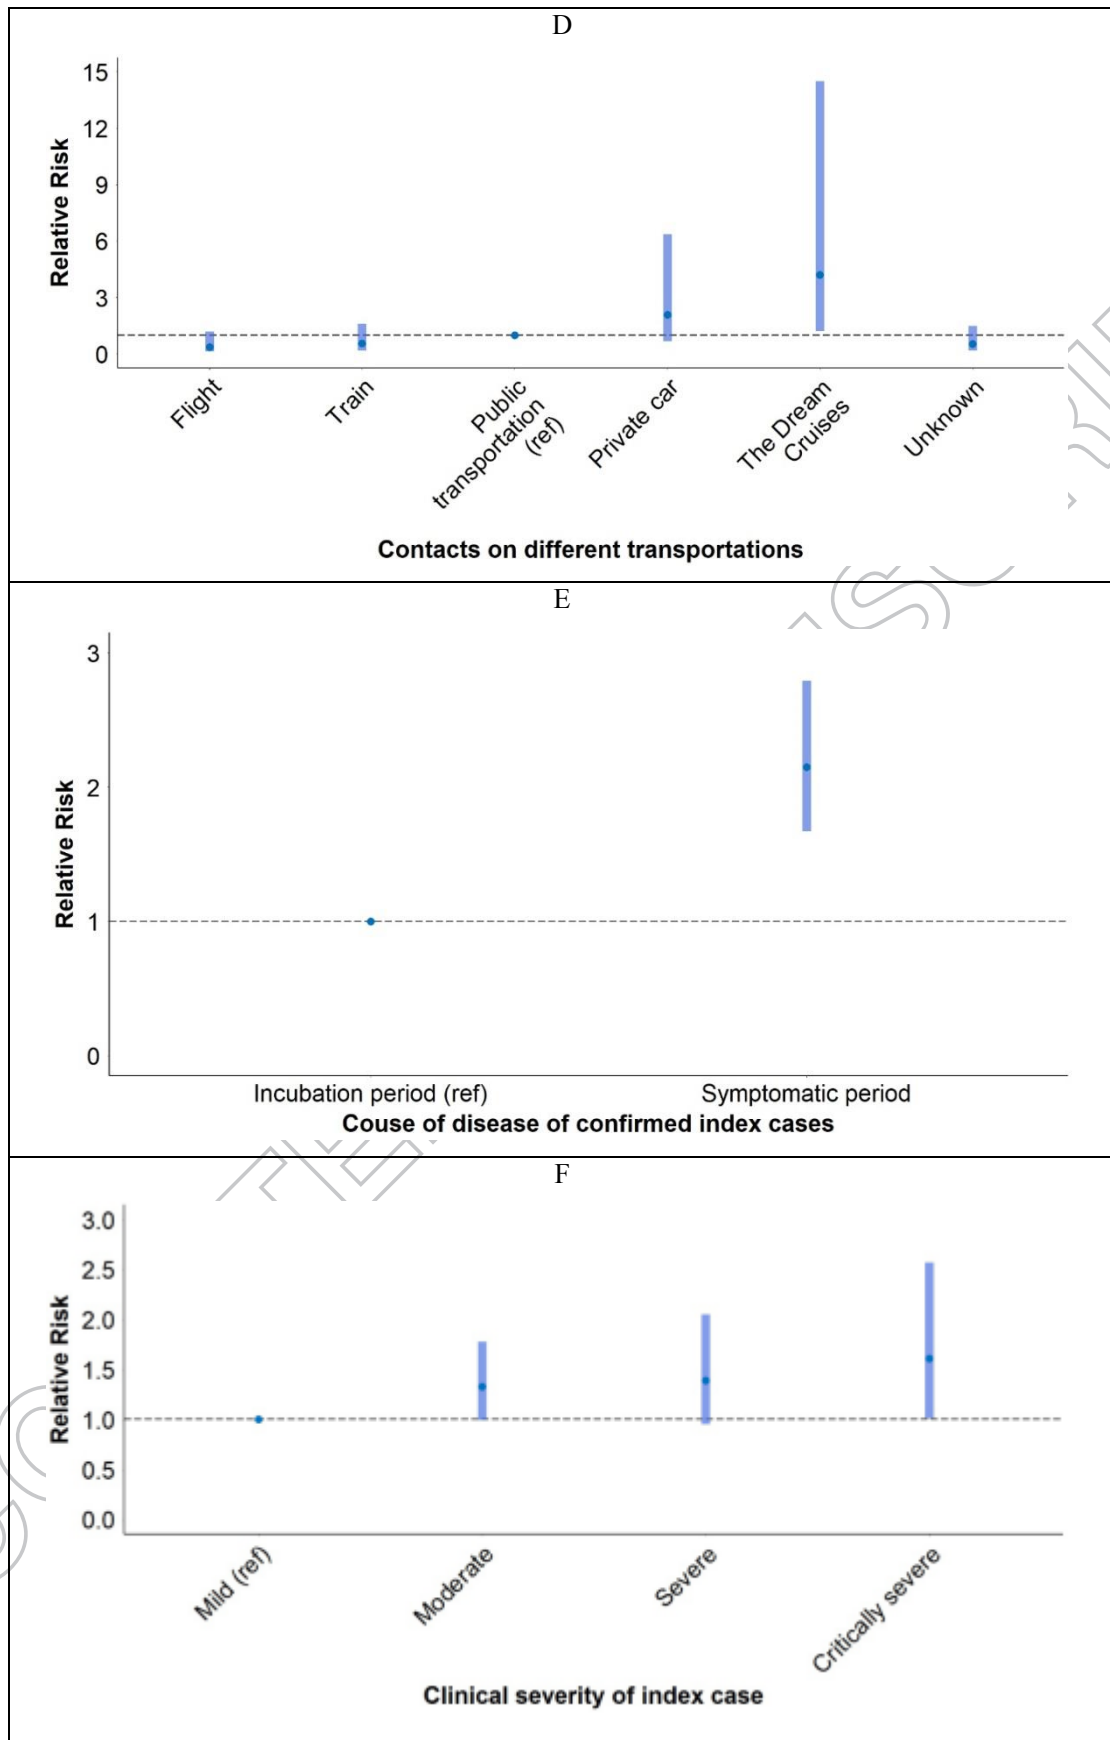 D
15
12
9
6
3
0
Relative Risk
Flight
Train
Public
transportation
(ref)
Private car
The Dream
Cruises
Unknown
Contacts on different transportations
E
3
2
1
0
Relative Risk
Incubation period (ref)
Symptomatic period
Couse of disease of confirmed index cases
F
3.0
2.5
2.0
1.5
1.0
0.5
0.0
Relative Risk
Mild (ref)
Moderate
Severe
Critically severe
Clinical severity of index case